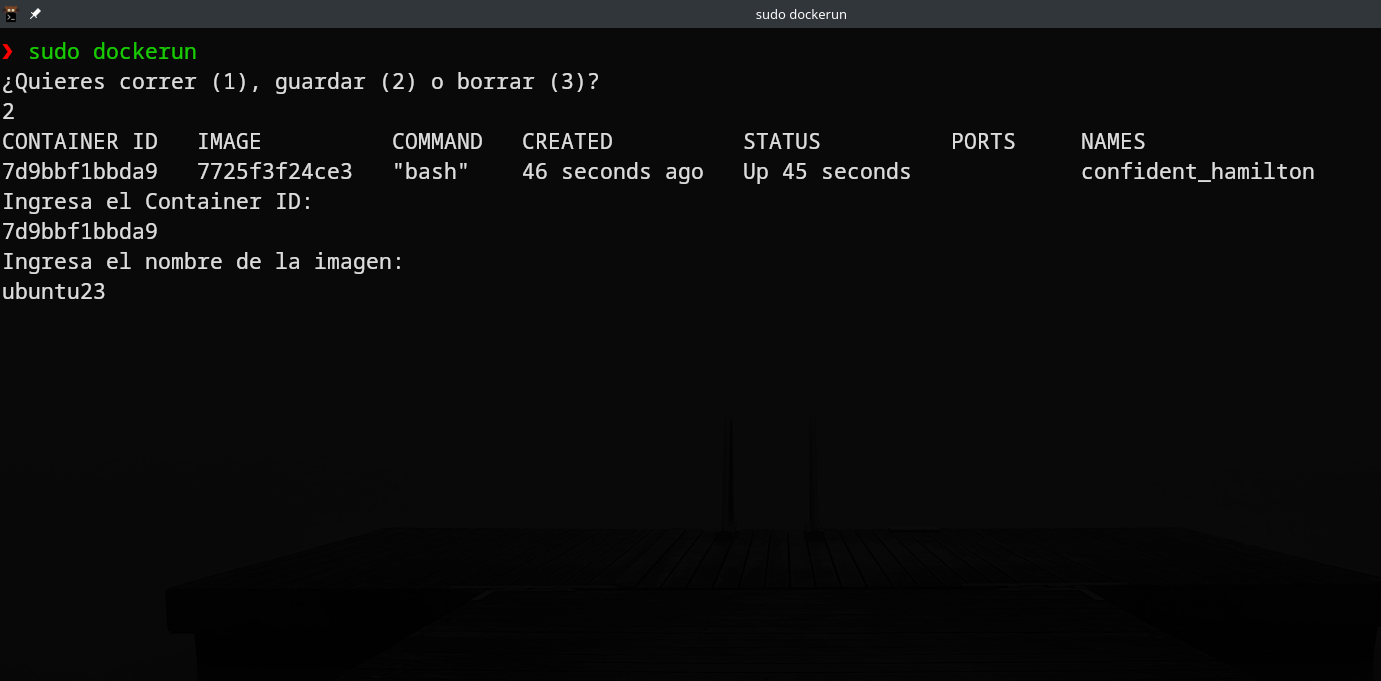 sudo dockerun
❯ sudo dockerun
¿Quieres correr (1), guardar (2) o borrar (3)?
2
CONTAINER ID   IMAGE          COMMAND   CREATED          STATUS          PORTS     NAMES
7d9bbf1bbda9   7725f3f24ce3   "bash"    46 seconds ago   Up 45 seconds             confident_hamilton
Ingresa el Container ID:
7d9bbf1bbda9
Ingresa el nombre de la imagen:
ubuntu23